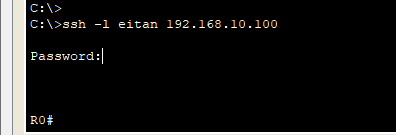 C:\>
C:\>ssh -l eitan 192.168.10.100
Password:
R0#